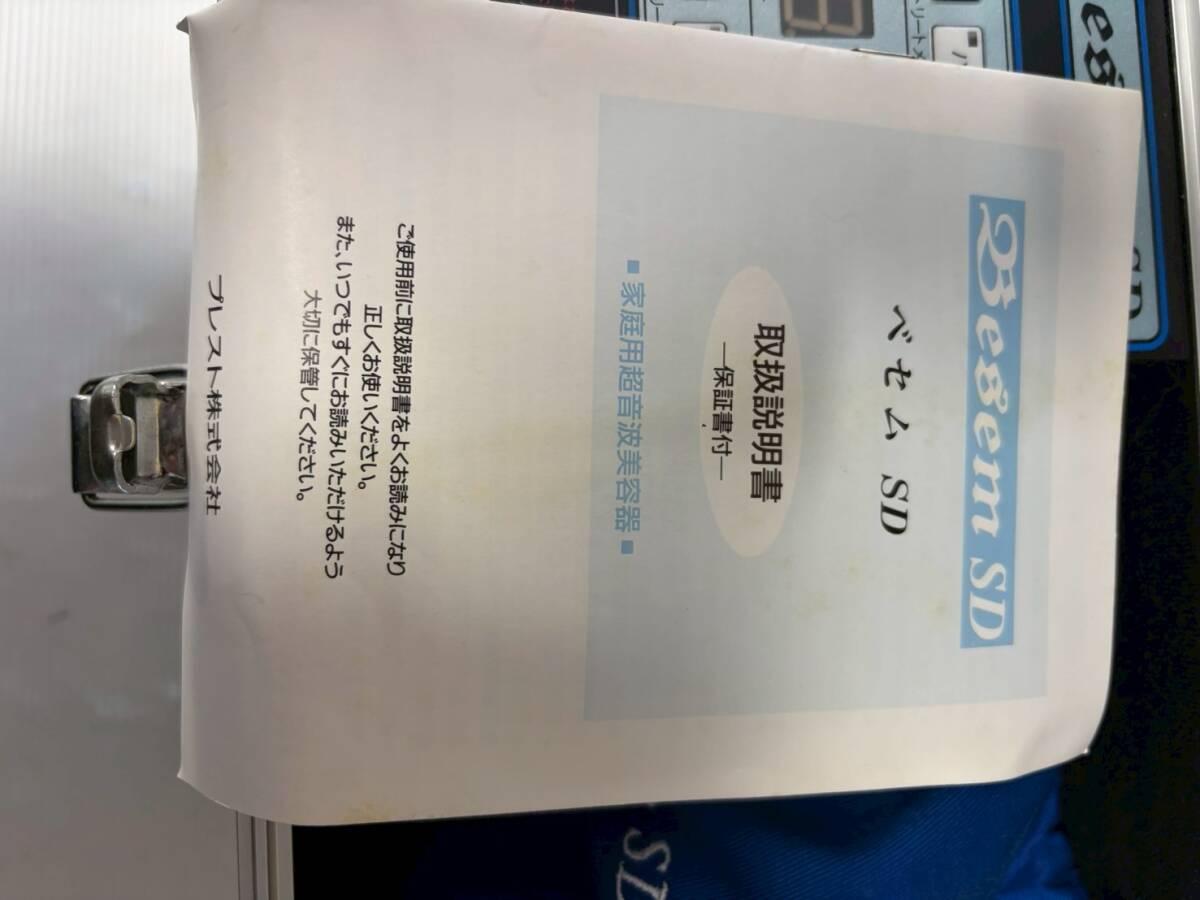 Besem SD
ベセム SD
取扱説明書
―保証書付―
■家庭用超音波美容器■
ご使用前に取扱説明書をよくお読みになり
正しくお使いください。
また、いつでもすぐにお読みいただけるよう
大切に保管してください。
プレスト株式会社
SD
SD